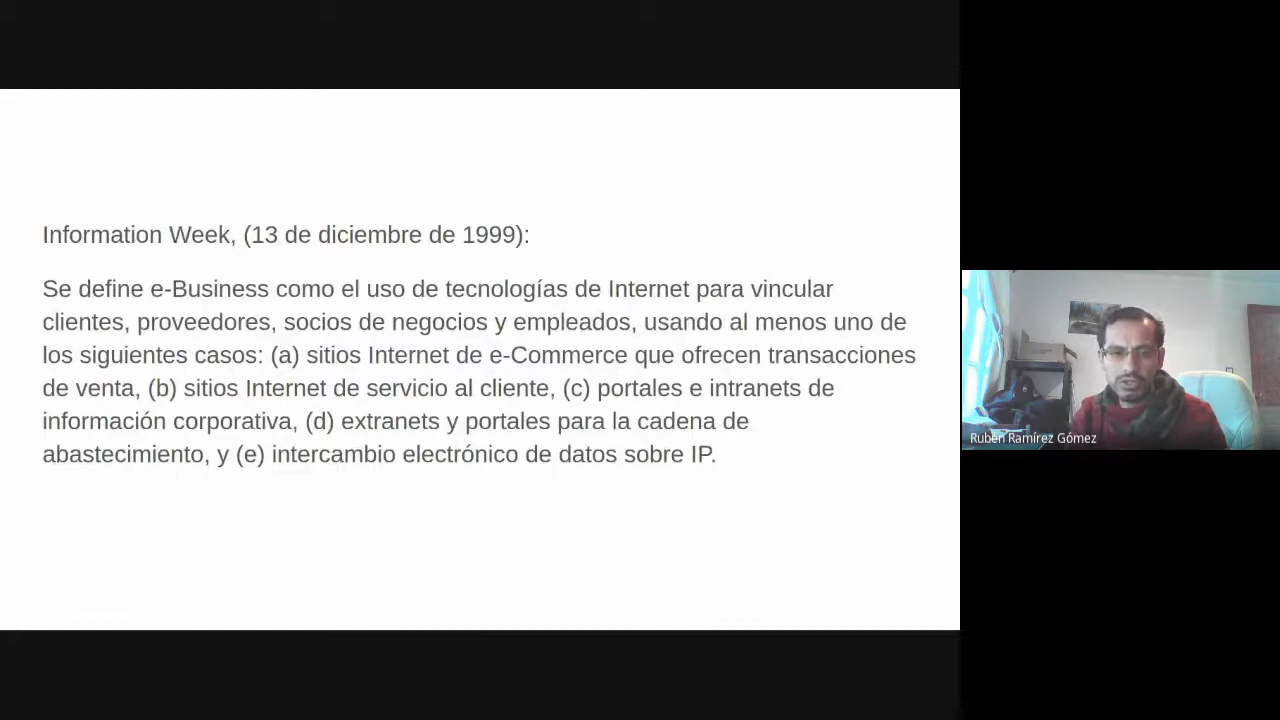 Information Week, (13 de diciembre de 1999):
Se define e-Business como el uso de tecnologías de Internet para vincular
clientes, proveedores, socios de negocios y empleados, usando al menos uno de
los siguientes casos: (a) sitios Internet de e-Commerce que ofrecen transacciones
de venta, (b) sitios Internet de servicio al cliente, (c) portales e intranets de
información corporativa, (d) extranets y portales para la cadena de
abastecimiento, y (e) intercambio electrónico de datos sobre IP.
Rubén Ramírez Gómez